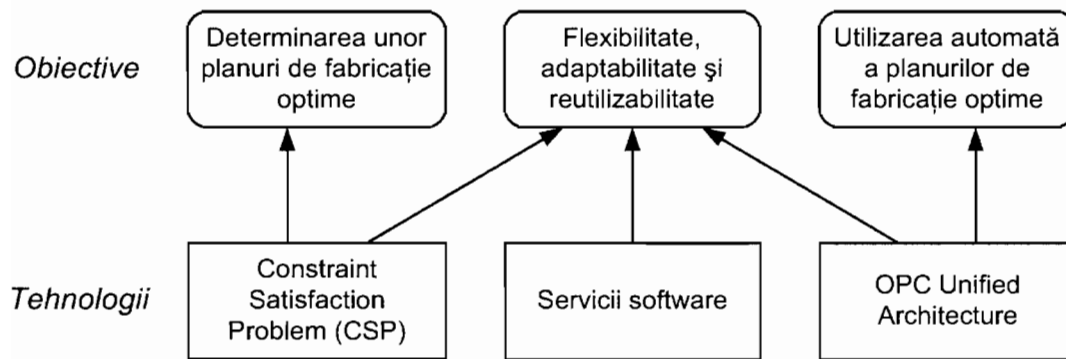 Obiective
Determinarea unor
planuri de fabricație
optime
Flexibilitate,
adaptabilitate și
reutilizabilitate
Utilizarea automată
a planurilor de
fabricație optime
Tehnologii
Constraint
Satisfaction
Problem (CSP)
Servicii software
OPC Unified
Architecture